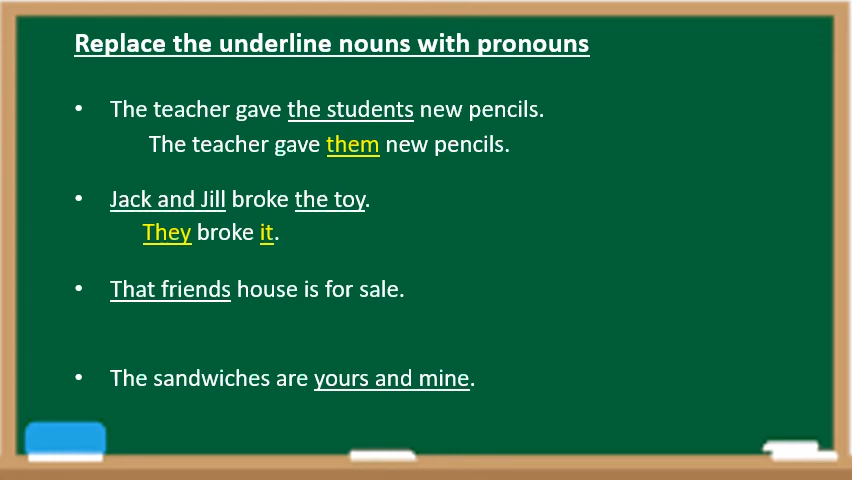 Replace the underline nouns with pronouns
• The teacher gave the students new pencils.
The teacher gave them new pencils.
• Jack and Jill broke the toy.
They broke it.
• That friends house is for sale.
• The sandwiches are yours and mine.